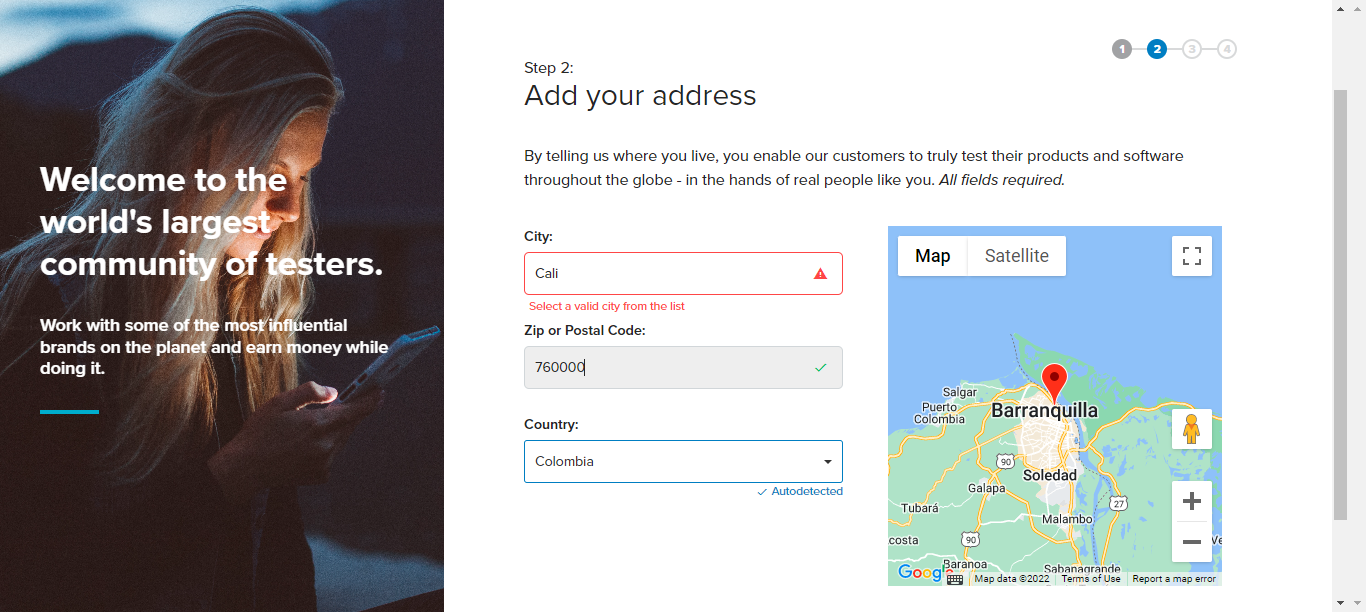 Welcome to the
world's largest
community of testers.
Work with some of the most influential
brands on the planet and earn money while
doing it.
1 2 3 4
Step 2:
Add your address
By telling us where you live, you enable our customers to truly test their products and software
throughout the globe - in the hands of real people like you. All fields required.
City:
Cali
Select a valid city from the list
Zip or Postal Code:
760000
Country:
Colombia
Autodetected
Map Satellite
Salgar
Puerto
Colombia
Barranquilla
90
Soledad
Galapa
27
Tubará
Malambo
costa
90
Ve
Baranoa
Sabanagrande
Google
Map data ©2022 Terms of Use Report a map error